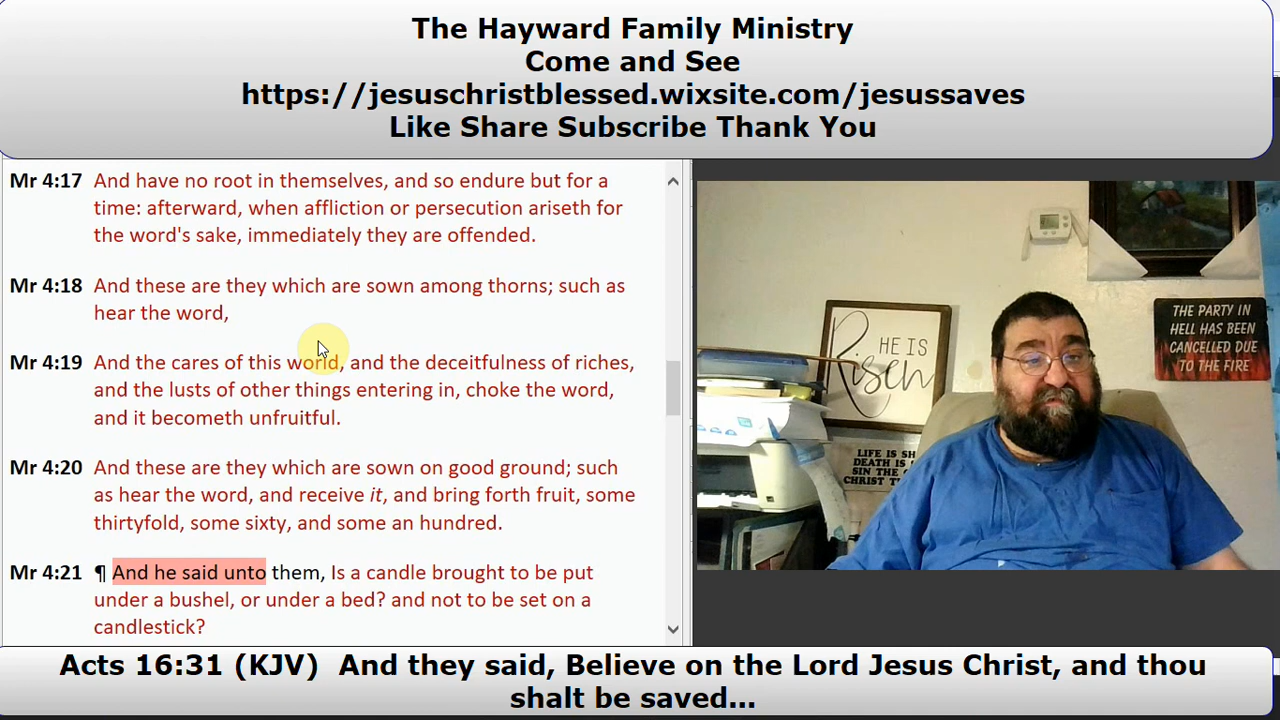 The Hayward Family Ministry
Come and See
https://jesuschristblessed.wixsite.com/jesussaves
Like Share Subscribe Thank You
Mr 4:17 And have no root in themselves, and so endure but for a
time: afterward, when affliction or persecution ariseth for
the word's sake, immediately they are offended.
Mr 4:18 And these are they which are sown among thorns; such as
hear the word,
Mr 4:19 And the cares of this world, and the deceitfulness of riches,
and the lusts of other things entering in, choke the word,
and it becometh unfruitful.
Mr 4:20 And these are they which are sown on good ground; such
as hear the word, and receive it, and bring forth fruit, some
thirtyfold, some sixty, and some an hundred.
Mr 4:21 ¶ And he said unto them, Is a candle brought to be put
under a bushel, or under a bed? and not to be set on a
candlestick?
HE IS
Risen
THE PARTY IN
HELL HAS BEEN
CANCELLED DUE
TO THE FIRE
LIFE IS SH
DEATH IS
SIN THE
CHRIST
Acts 16:31 (KJV) And they said, Believe on the Lord Jesus Christ, and thou
shalt be saved...